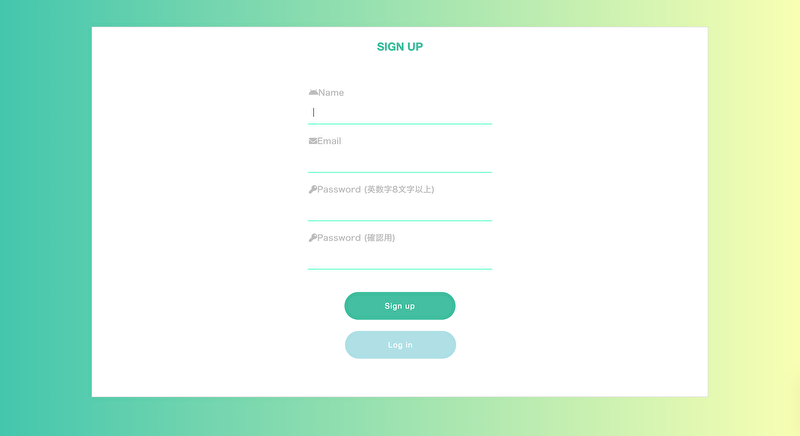 SIGN UP
Name
Email
Password (英数字8文字以上)
Password (確認用)
Sign up
Log in